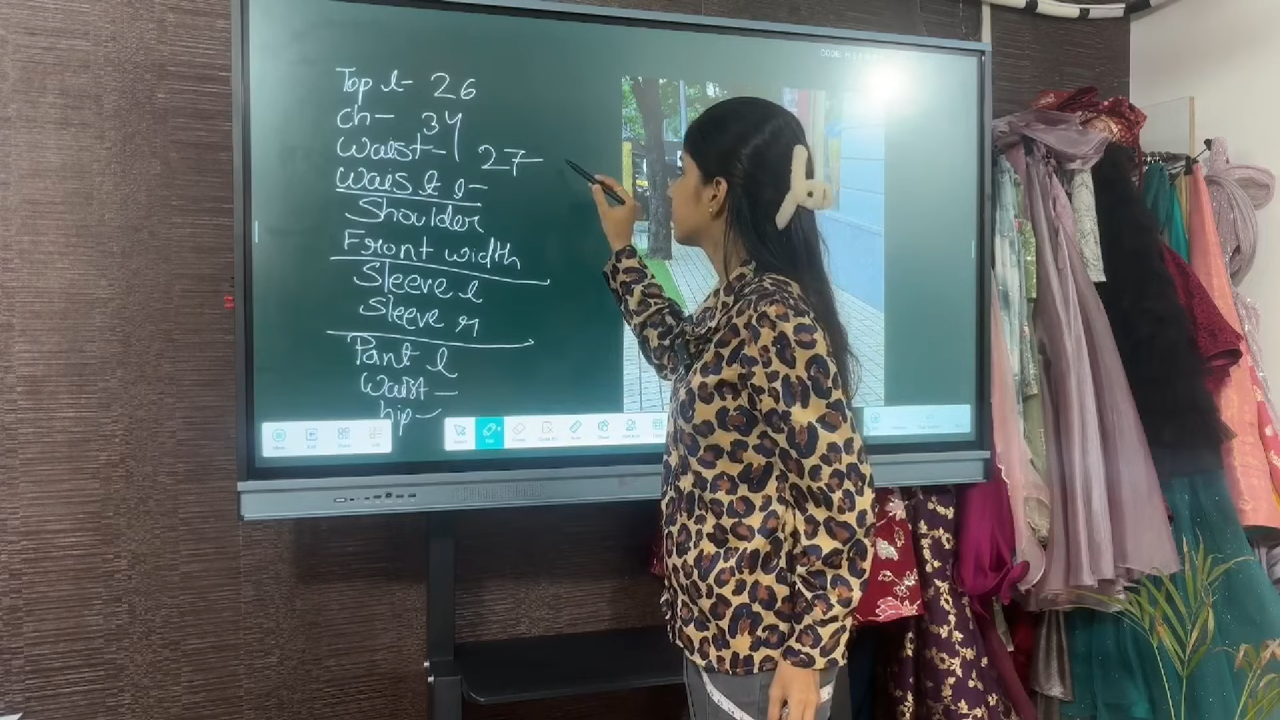 Top l- 26
ch- 34
Waist- 27
Waist l-
Shoulder
Front width
Sleeve l
Sleeve r
Pant l
Waist -
hip -